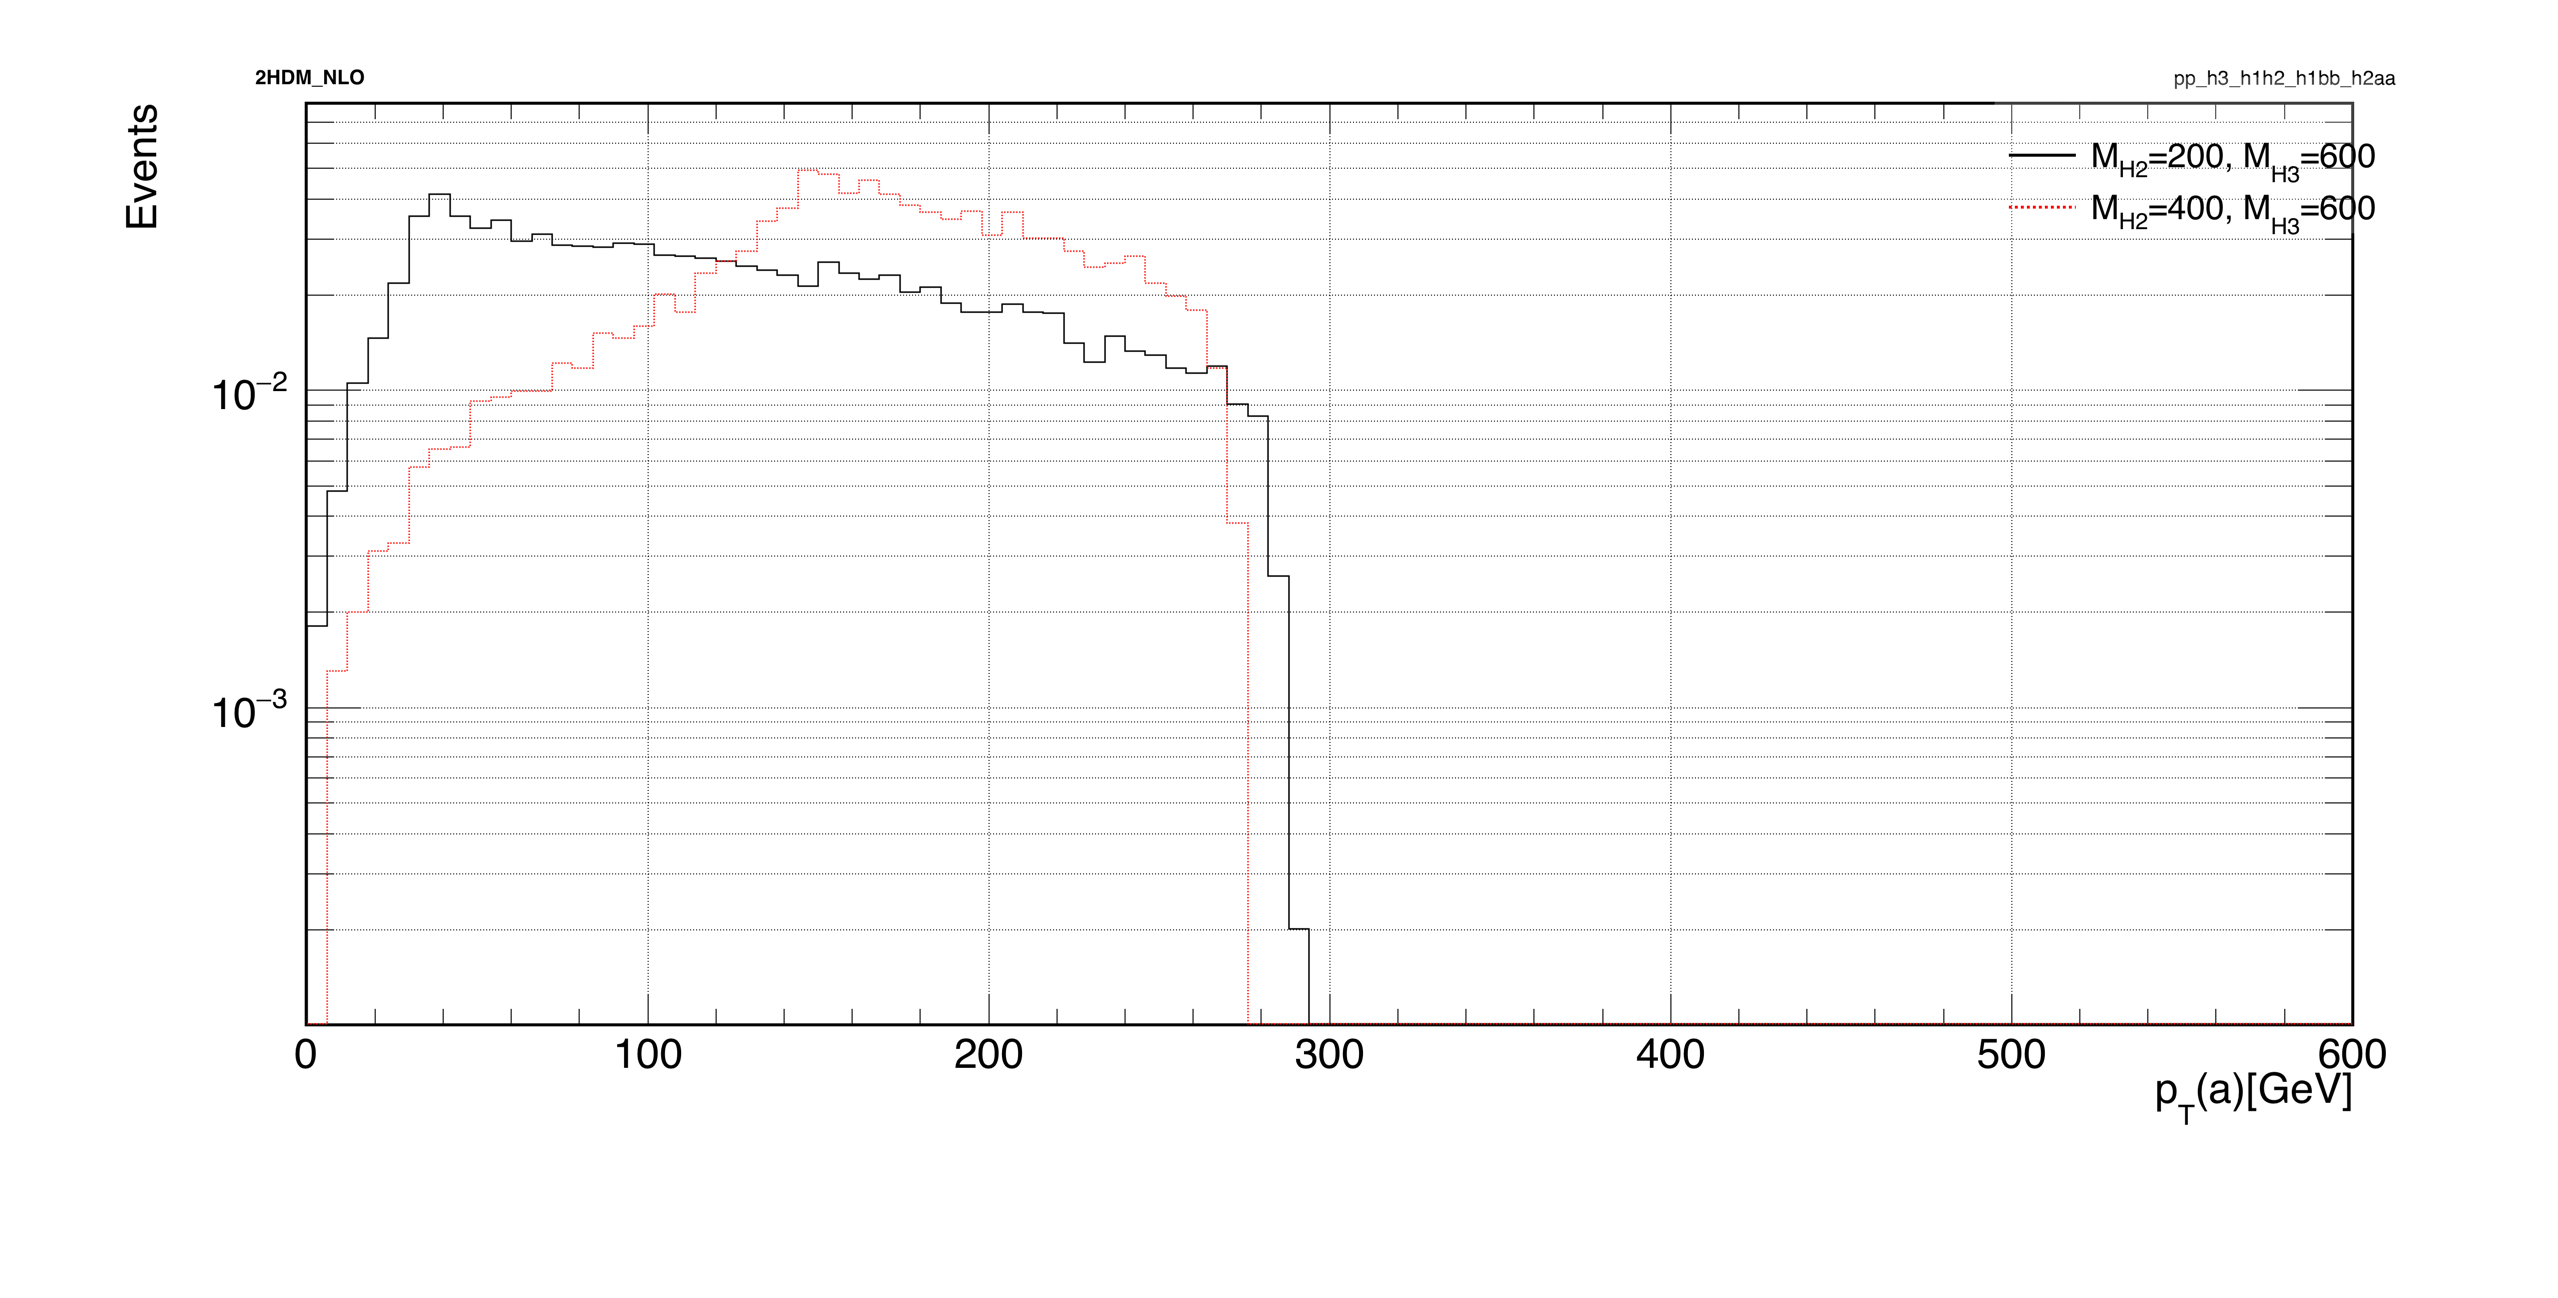 2HDM_NLO
pp_h3_h1h2_h1bb_h2aa
Events
M_H2=200, M_H3=600
M_H2=400, M_H3=600
10^−2
10^−3
0 100 200 300 400 500 600
p_T(a)[GeV]